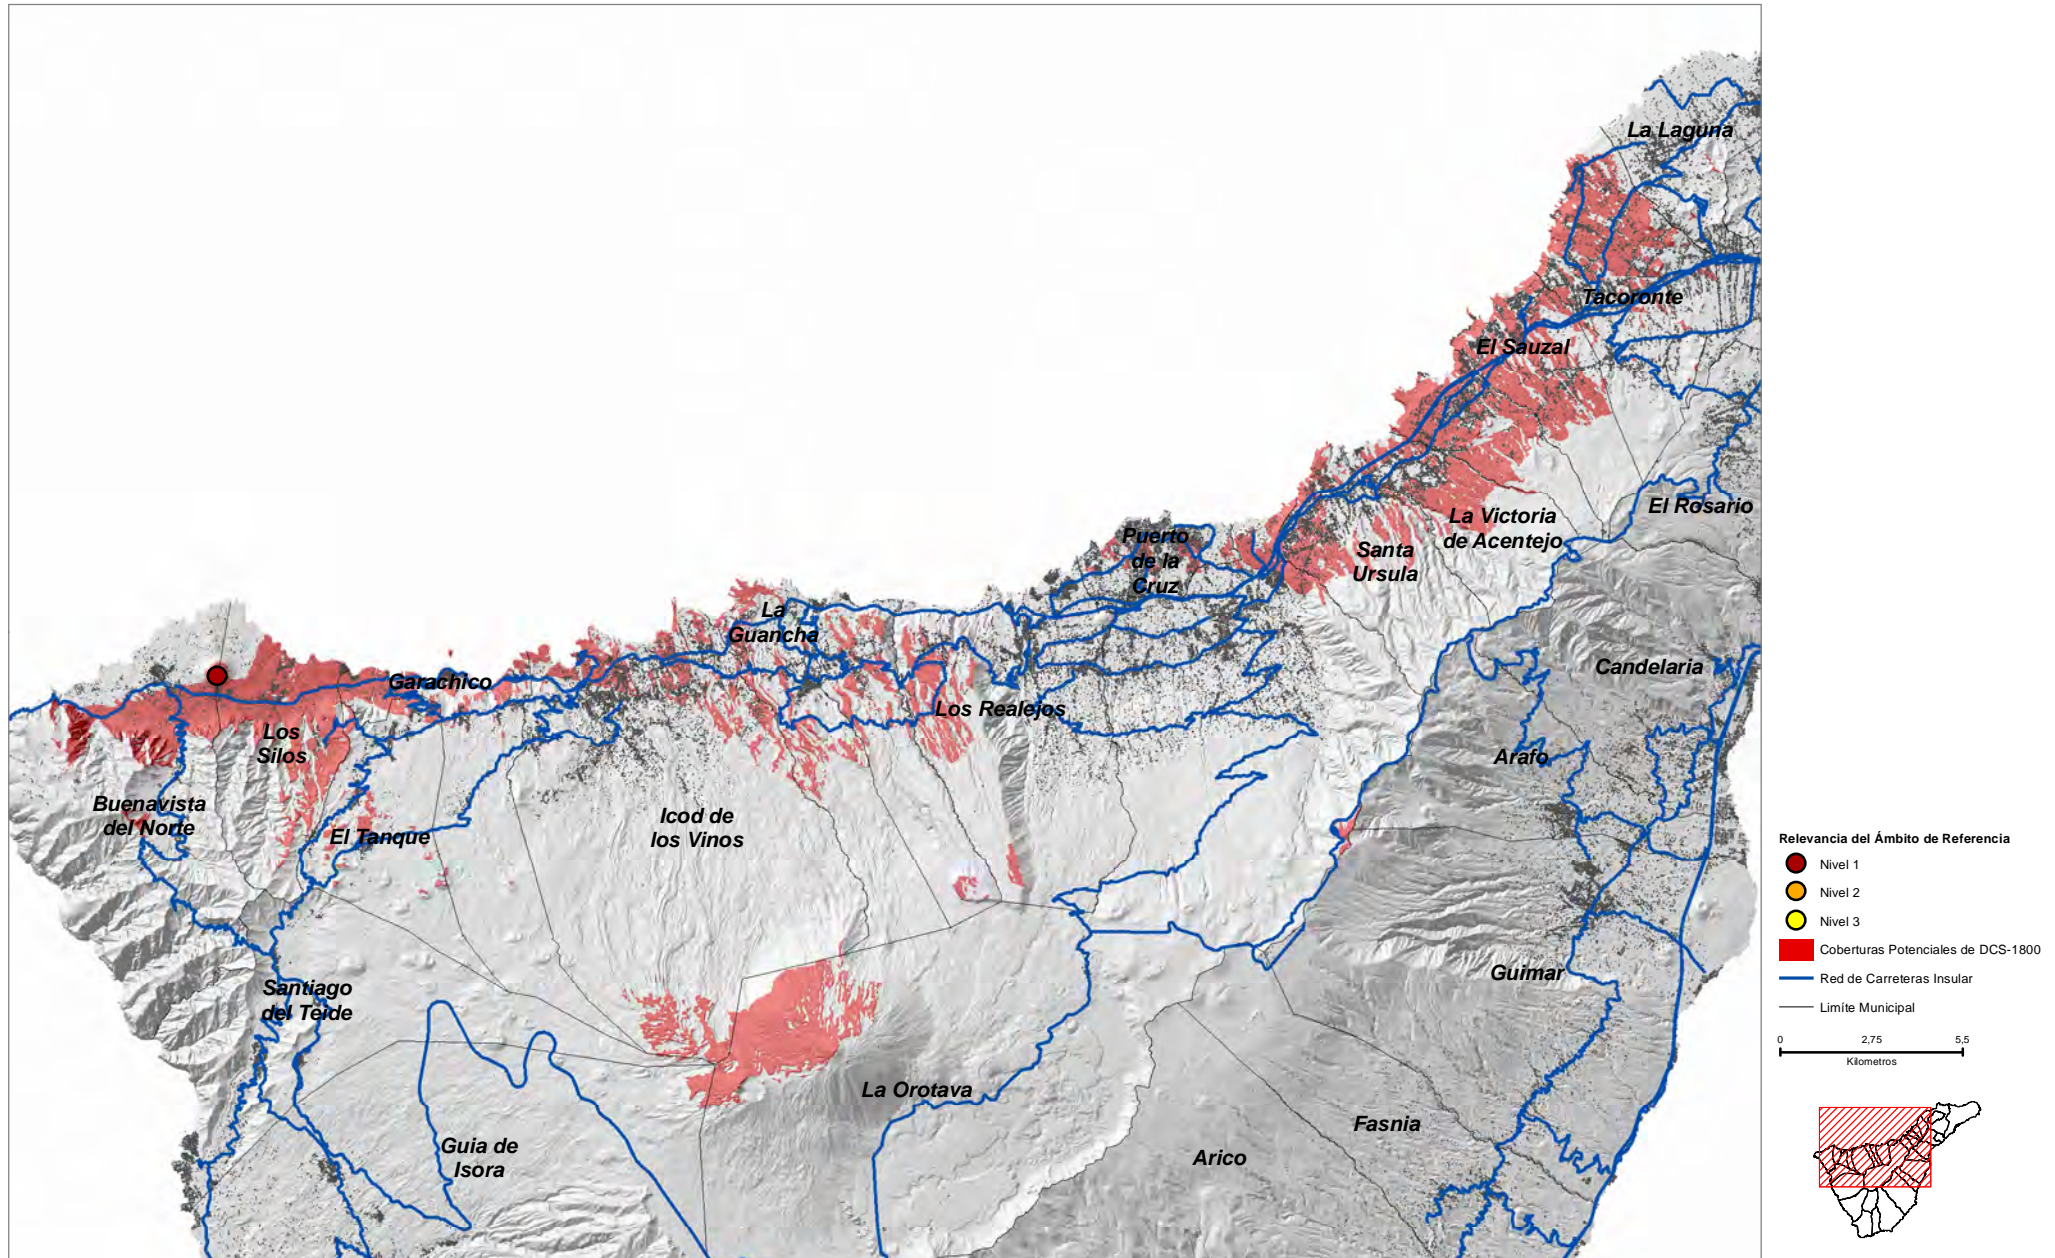 La Laguna
Tacoronte
El Sauzal
El Rosario
La Victoria
de Acentejo
Santa
Ursula
Puerto
de la
Cruz
La
Guancha
Candelaria
Garachico
Los Realejos
Los
Silos
Arafo
Buenavista
del Norte
El Tanque
Icod de
los Vinos
Guimar
Santiago
del Teide
La Orotava
Fasnia
Guia de
Isora
Arico
Relevancia del Ámbito de Referencia
Nivel 1
Nivel 2
Nivel 3
Coberturas Potenciales de DCS-1800
Red de Carreteras Insular
Limíte Municipal
0 2,75 5,5
Kilometros